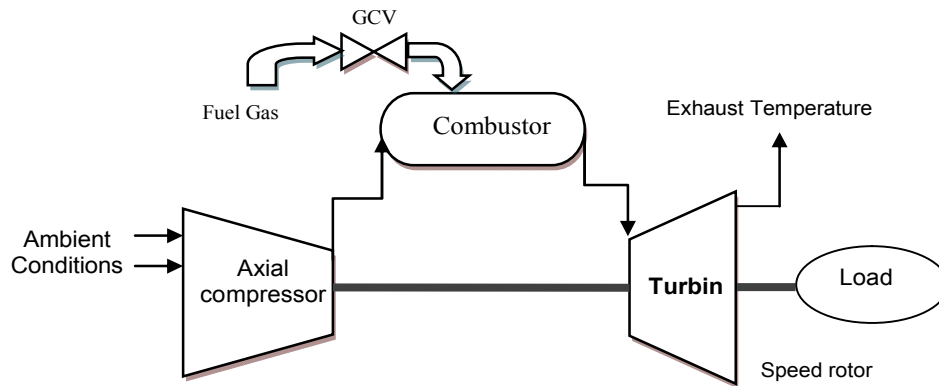 GCV
Fuel Gas
Combustor
Exhaust Temperature
Ambient
Conditions
Axial
compressor
Turbin
Load
Speed rotor